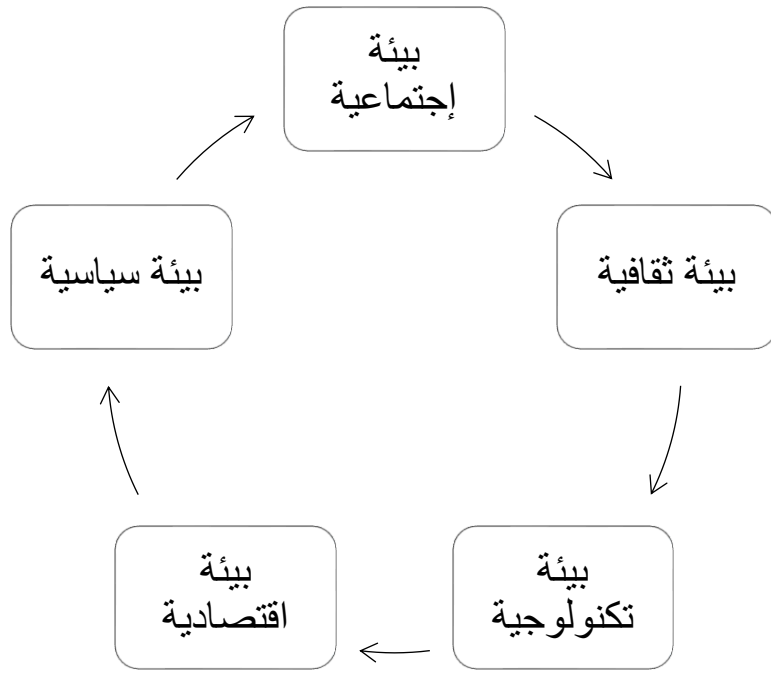 بيئة
إجتماعية
بيئة ثقافية
بيئة
تكنولوجية
بيئة
اقتصادية
بيئة سياسية